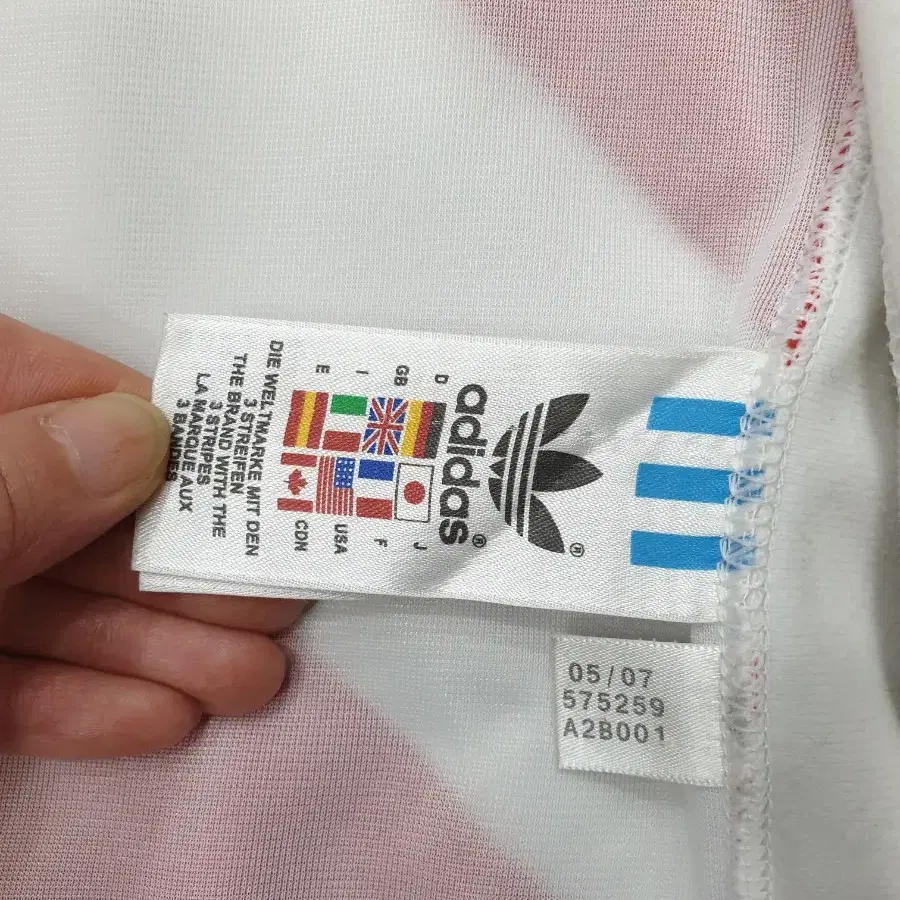 ®
adidas®
D J
GB F
I USA
E CDN
DIE WELTMARKE MIT DEN
3 STREIFEN
THE BRAND WITH THE
3 STRIPES
LA MARQUE AUX
3 BANDES
05/07
575259
A2B001